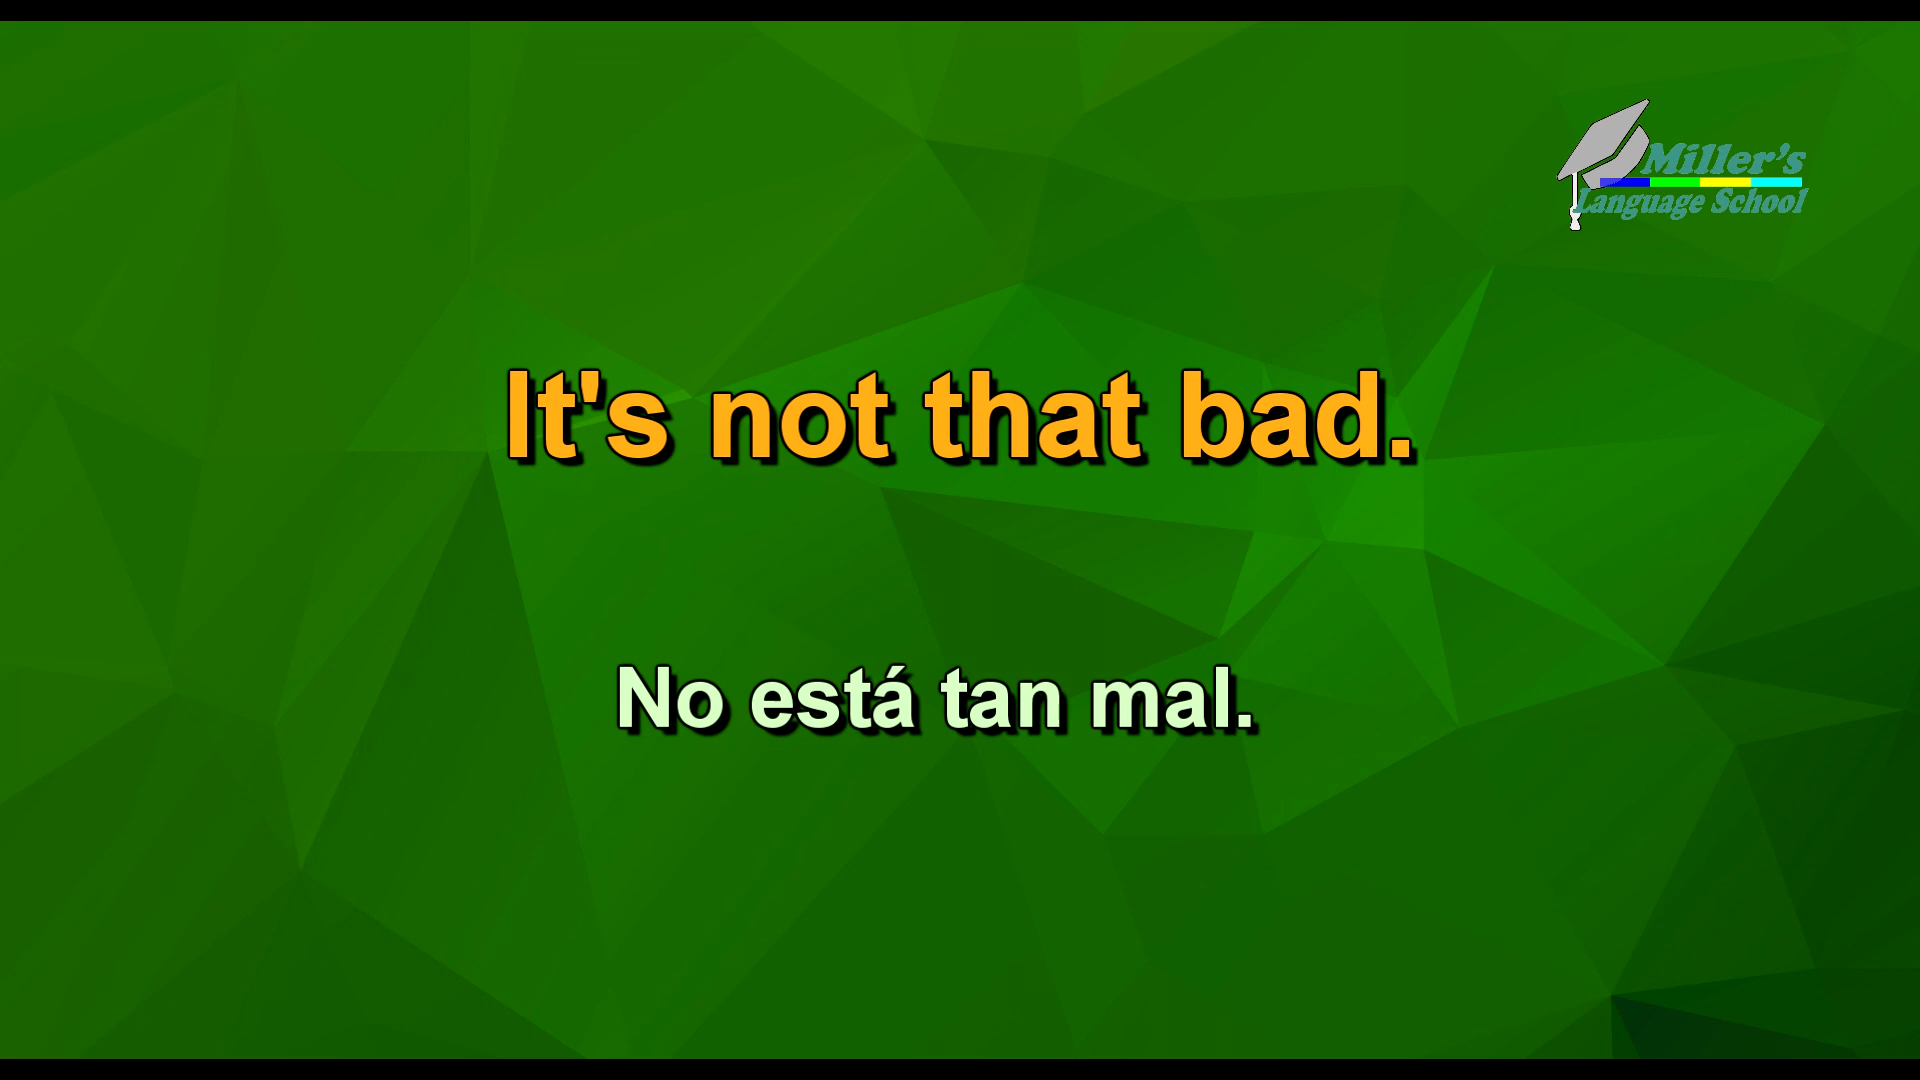 Miller's
Language School
It's not that bad.
No está tan mal.